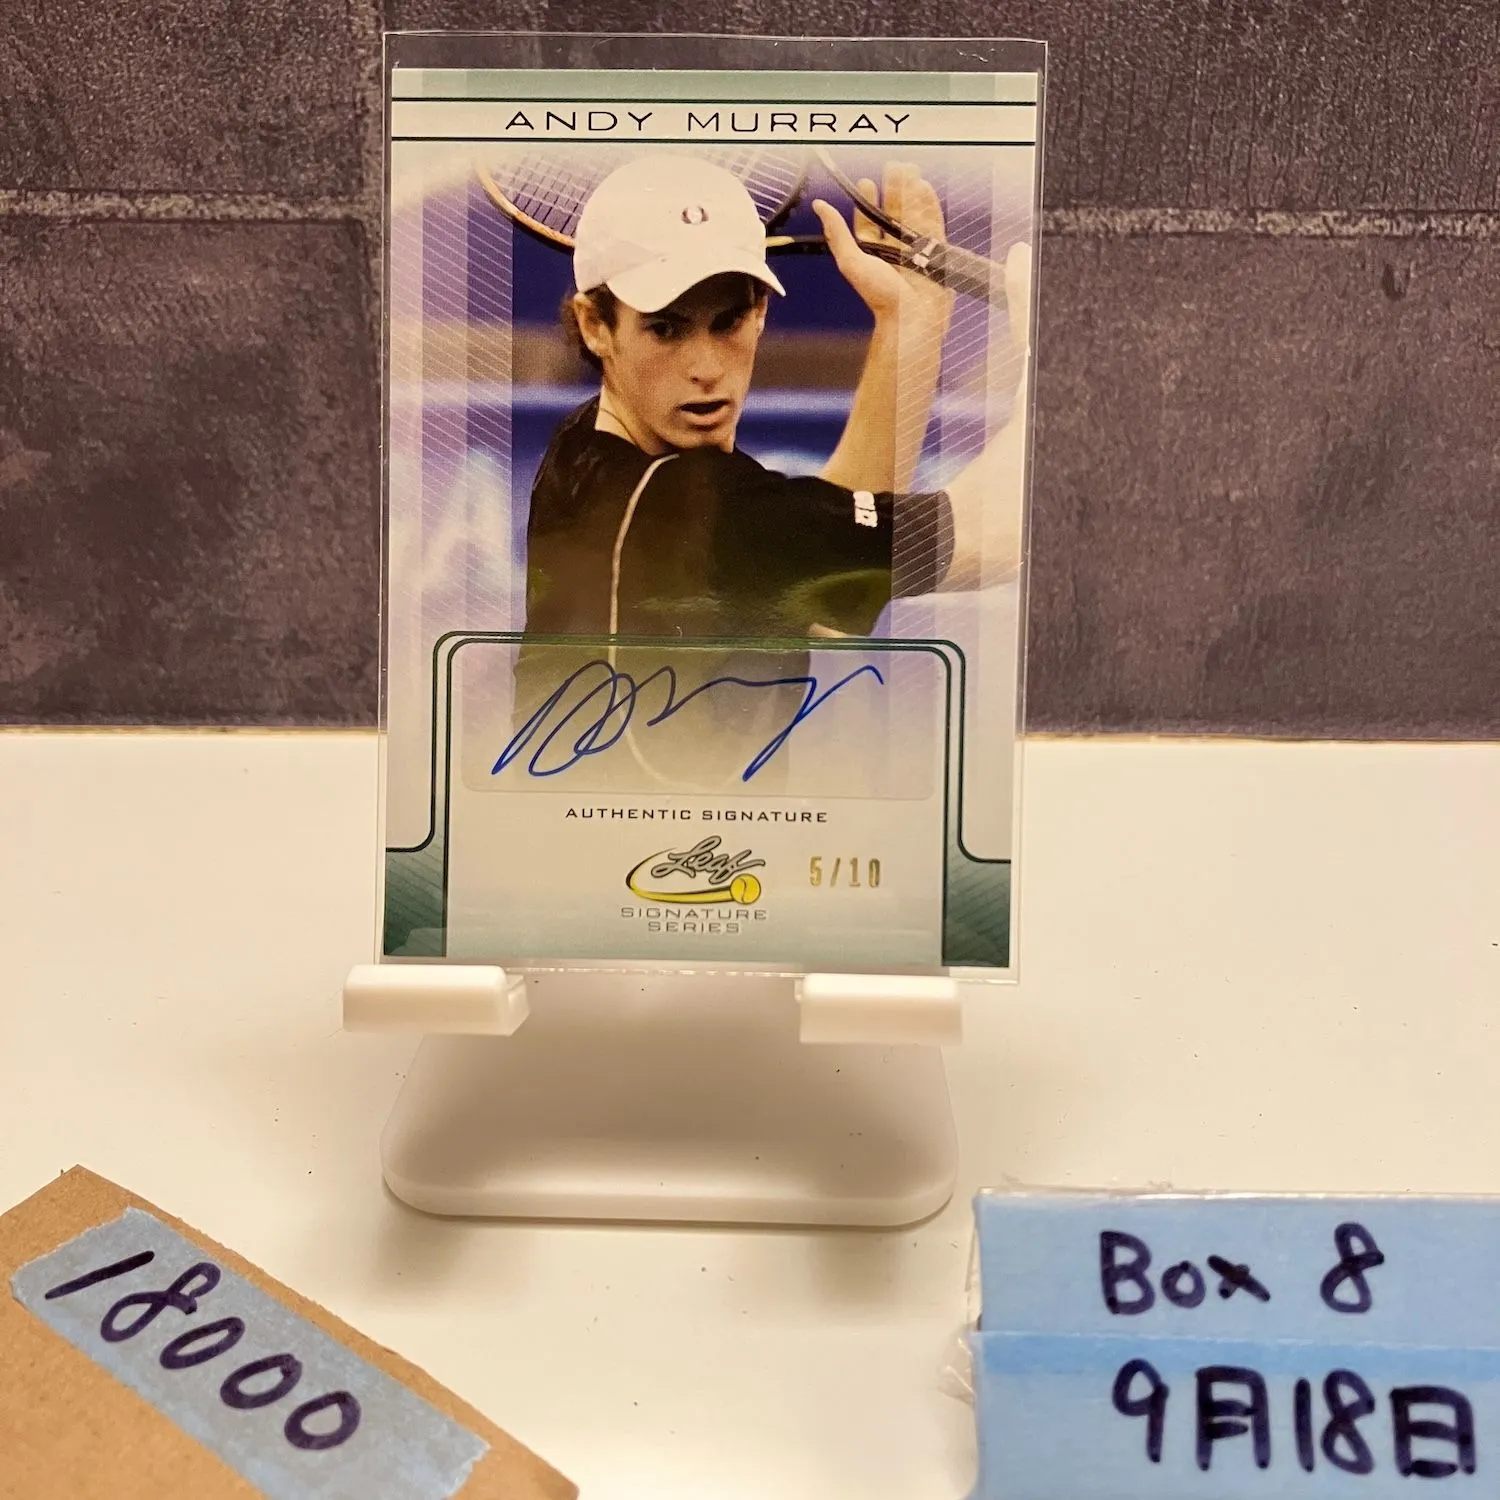 ANDY MURRAY
AUTHENTIC SIGNATURE
Leaf
5/10
SIGNATURE
SERIES
18000
Box 8
9月18日